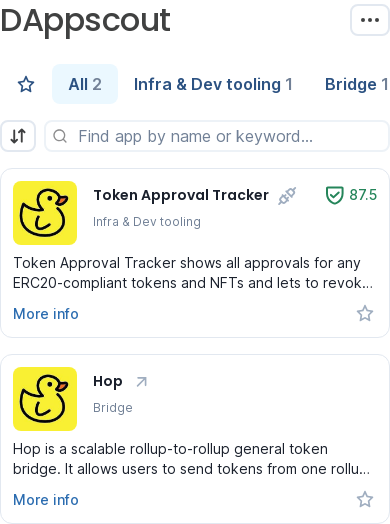 DAppscout
All 2
Infra & Dev tooling 1
Bridge 1
Find app by name or keyword...
Token Approval Tracker
87.5
Infra & Dev tooling
Token Approval Tracker shows all approvals for any
ERC20-compliant tokens and NFTs and lets to revok...
More info
Hop
Bridge
Hop is a scalable rollup-to-rollup general token
bridge. It allows users to send tokens from one rollu...
More info